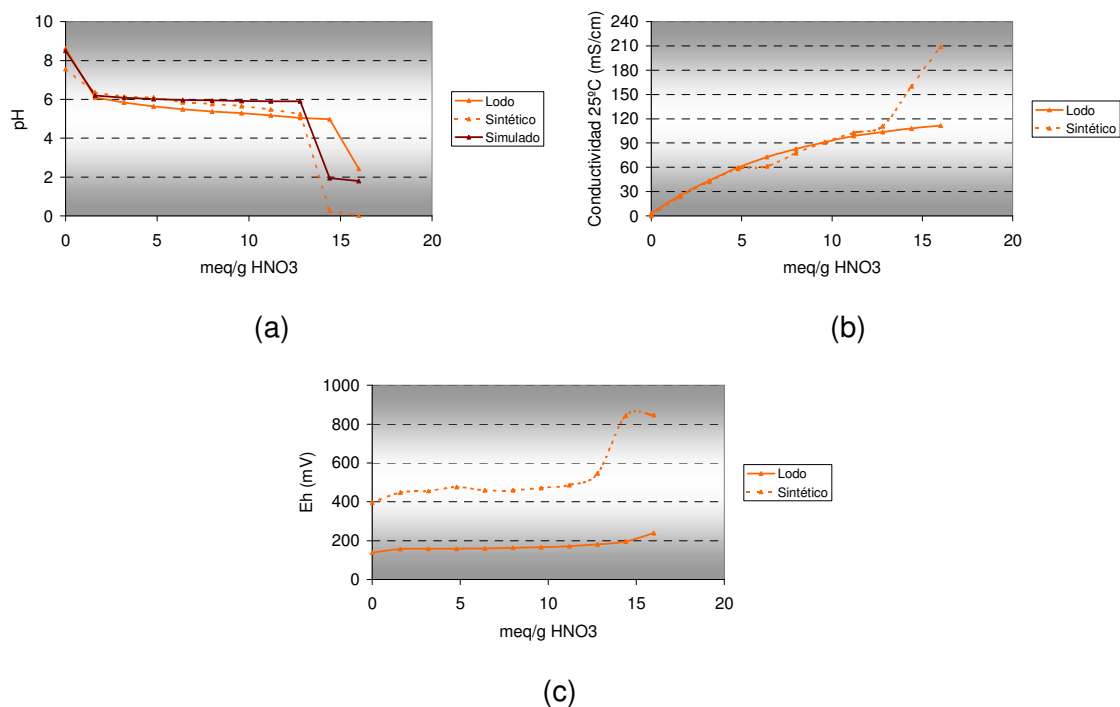 10
8
6
4
2
0
pH
0 5 10 15 20
meq/g HNO3
Lodo
Sintético
Simulado
(a)
240
210
180
150
120
90
60
30
0
Conductividad 25ºC (mS/cm)
0 5 10 15 20
meq/g HNO3
Lodo
Sintético
(b)
1000
800
600
400
200
0
Eh (mV)
0 5 10 15 20
meq/g HNO3
Lodo
Sintético
(c)